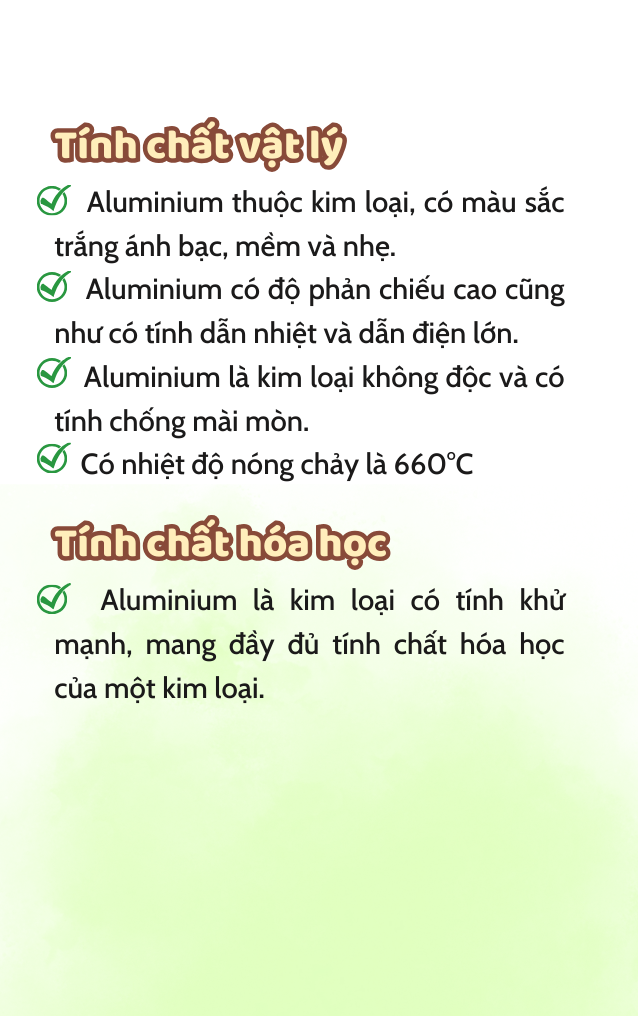 Tính chất vật lý
Aluminium thuộc kim loại, có màu sắc
trắng ánh bạc, mềm và nhẹ.
Aluminium có độ phản chiếu cao cũng
như có tính dẫn nhiệt và dẫn điện lớn.
Aluminium là kim loại không độc và có
tính chống mài mòn.
Có nhiệt độ nóng chảy là 660°C
Tính chất hóa học
Aluminium là kim loại có tính khử
mạnh, mang đầy đủ tính chất hóa học
của một kim loại.